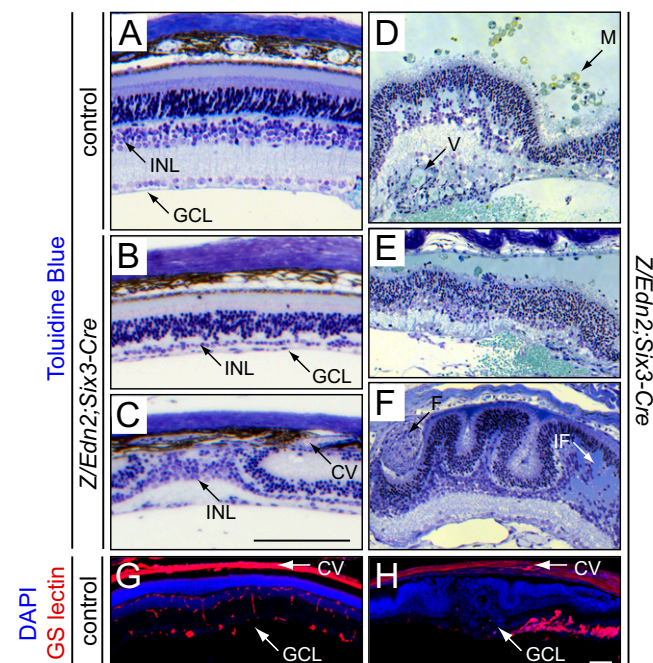 A
INL
GCL
B
INL
GCL
C
CV
INL
D
M
V
E
F
F
IF
G
CV
GCL
H
CV
GCL
control
Z/Edn2;Six3-Cre
Toluidine Blue
Z/Edn2;Six3-Cre
control
DAPI
GS lectin